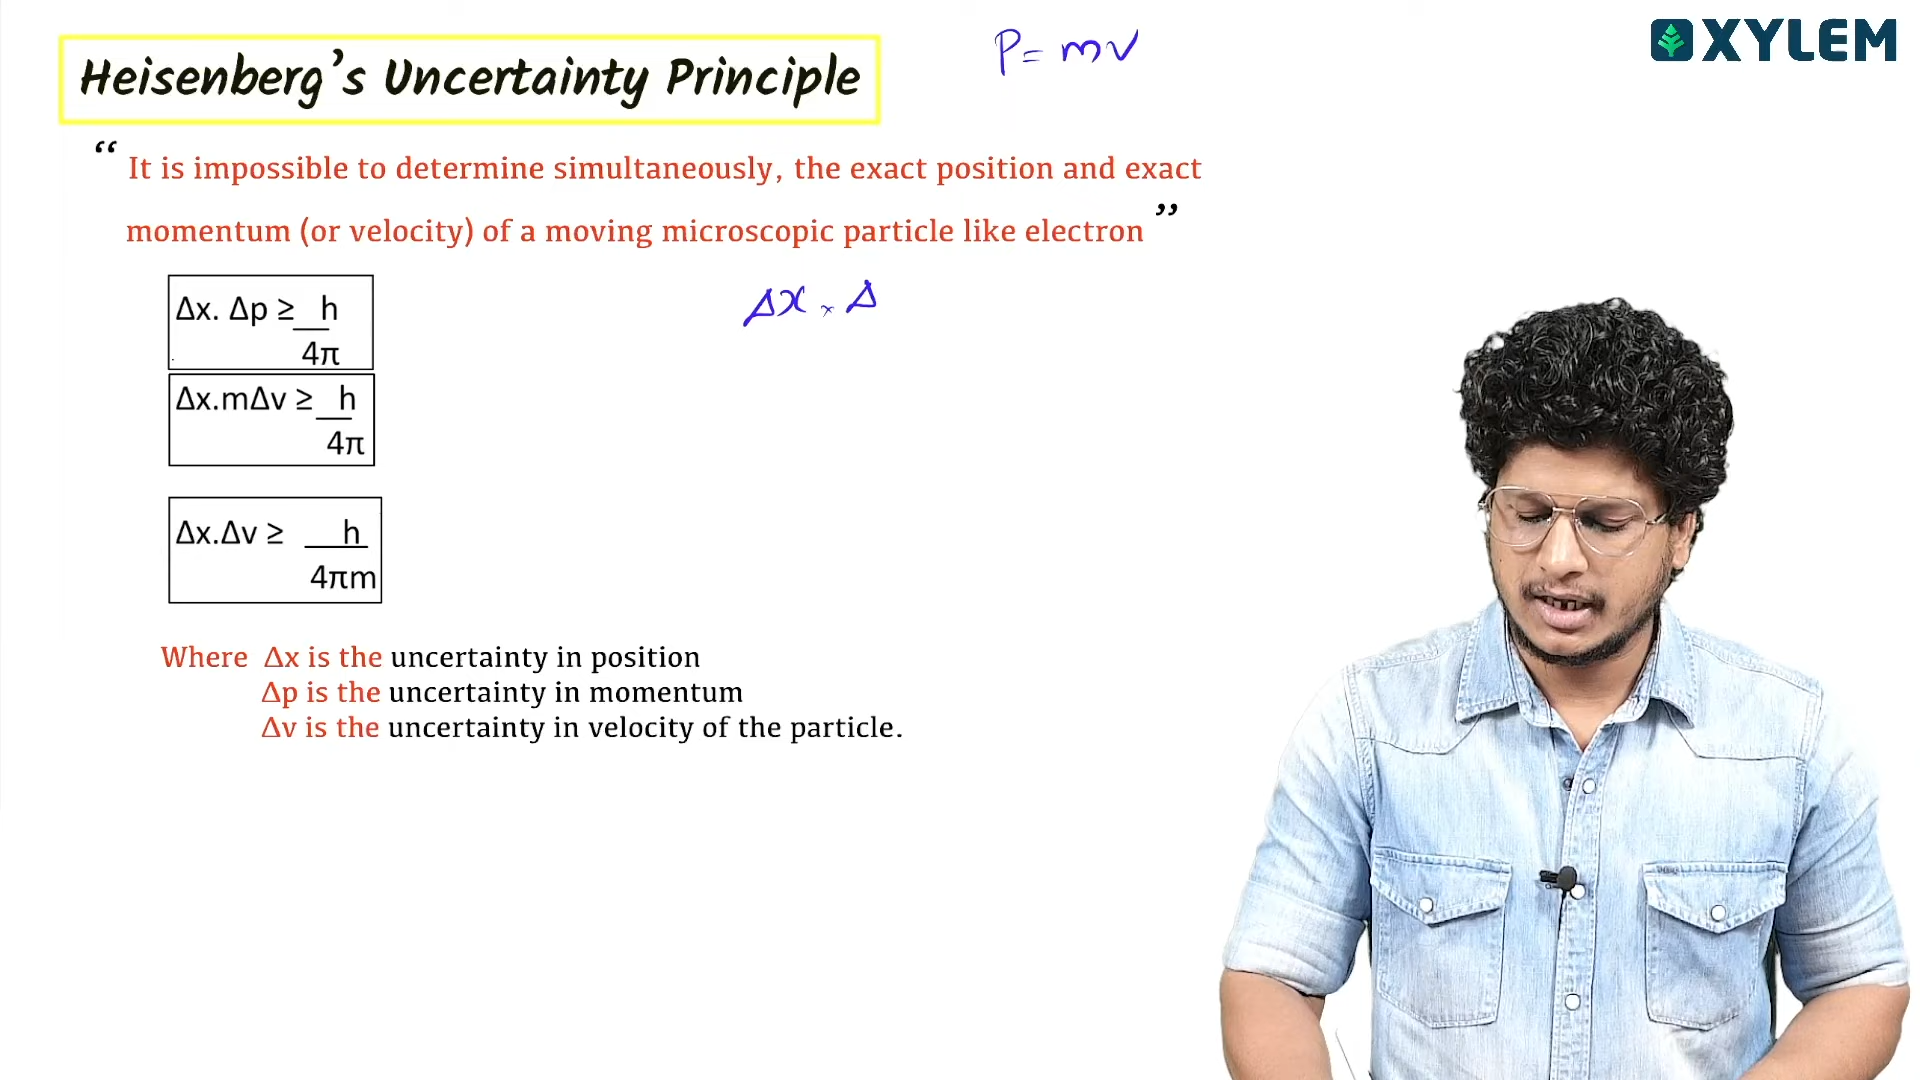 Heisenberg’s Uncertainty Principle
P = mv
XYLEM
“ It is impossible to determine simultaneously, the exact position and exact
momentum (or velocity) of a moving microscopic particle like electron ”
Δx. Δp ≥ h
4π
Δx × Δ
Δx.mΔv ≥ h
4π
Δx.Δv ≥ h
4πm
Where Δx is the uncertainty in position
Δp is the uncertainty in momentum
Δv is the uncertainty in velocity of the particle.